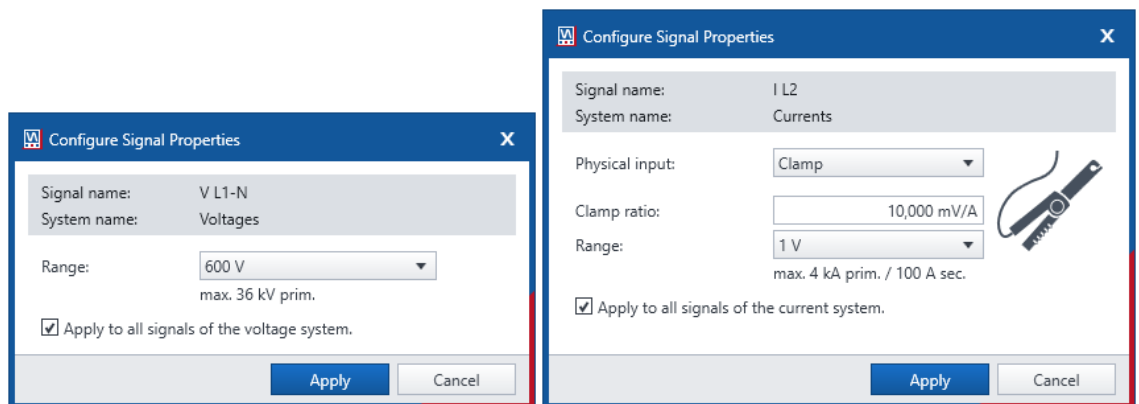 Configure Signal Properties X
Signal name: V L1-N
System name: Voltages
Range: 600 V
max. 36 kV prim.
Apply to all signals of the voltage system.
Apply Cancel
Configure Signal Properties X
Signal name: I L2
System name: Currents
Physical input: Clamp
Clamp ratio: 10,000 mV/A
Range: 1 V
max. 4 kA prim. / 100 A sec.
Apply to all signals of the current system.
Apply Cancel